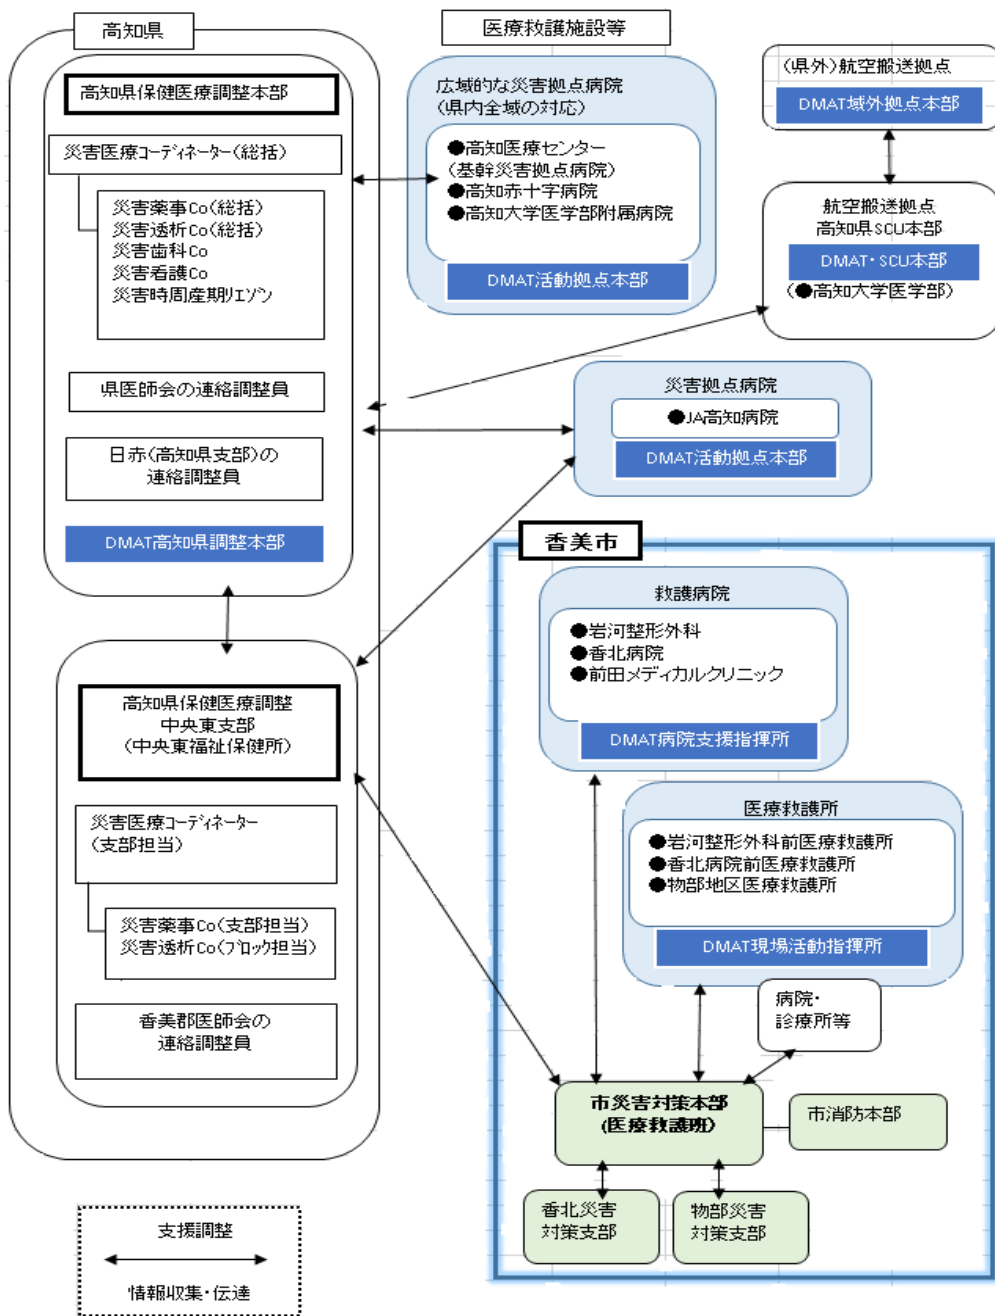 高知県
高知県保健医療調整本部
災害医療コーディネーター(総括)
災害薬事Co(総括)
災害透析Co(総括)
災害歯科Co
災害看護Co
災害時周産期リエゾン
県医師会の連絡調整員
日赤(高知県支部)の
連絡調整員
DMAT高知県調整本部
高知県保健医療調整
中央東支部
(中央東福祉保健所)
災害医療コーディネーター
(支部担当)
災害薬事Co(支部担当)
災害透析Co(ブロック担当)
香美郡医師会の
連絡調整員
支援調整
情報収集・伝達
医療救護施設等
広域的な災害拠点病院
(県内全域の対応)
●高知医療センター
(基幹災害拠点病院)
●高知赤十字病院
●高知大学医学部附属病院
DMAT活動拠点本部
(県外)航空搬送拠点
DMAT域外拠点本部
航空搬送拠点
高知県SCU本部
DMAT・SCU本部
(●高知大学医学部)
災害拠点病院
●JA高知病院
DMAT活動拠点本部
香美市
救護病院
●岩河整形外科
●香北病院
●前田メディカルクリニック
DMAT病院支援指揮所
医療救護所
●岩河整形外科前医療救護所
●香北病院前医療救護所
●物部地区医療救護所
DMAT現場活動指揮所
病院・
診療所等
市災害対策本部
(医療救護班)
市消防本部
香北災害
対策支部
物部災害
対策支部